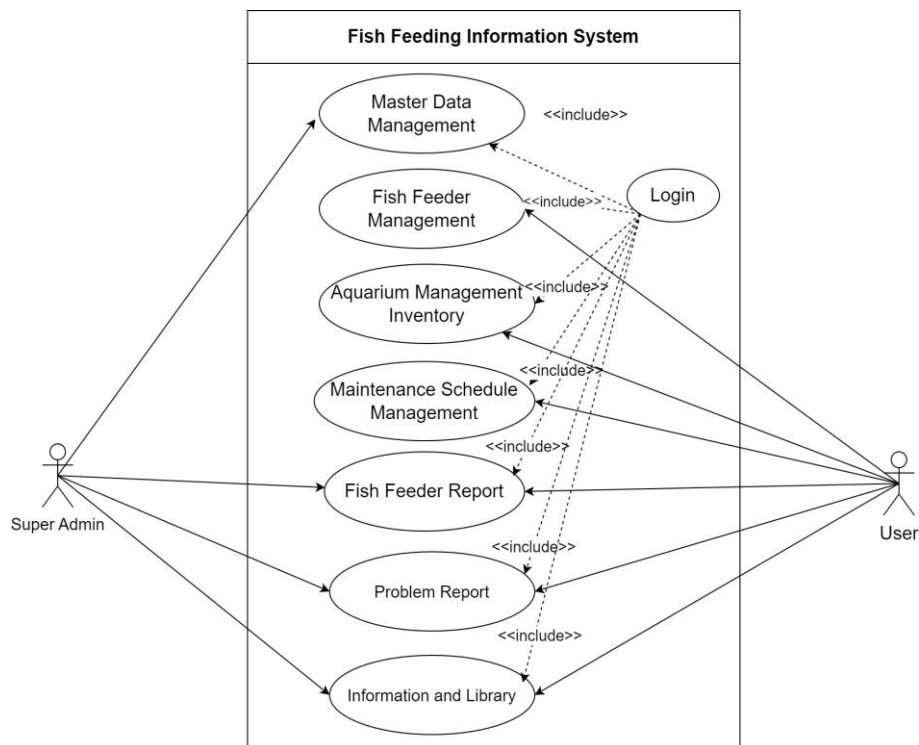 Fish Feeding Information System
Master Data
Management
<<include>>
Fish Feeder
Management
<<include>>
Login
Aquarium Management
Inventory
<<include>>
Maintenance Schedule
Management
<<include>>
<<include>>
Fish Feeder Report
Super Admin
User
<<include>>
Problem Report
<<include>>
Information and Library